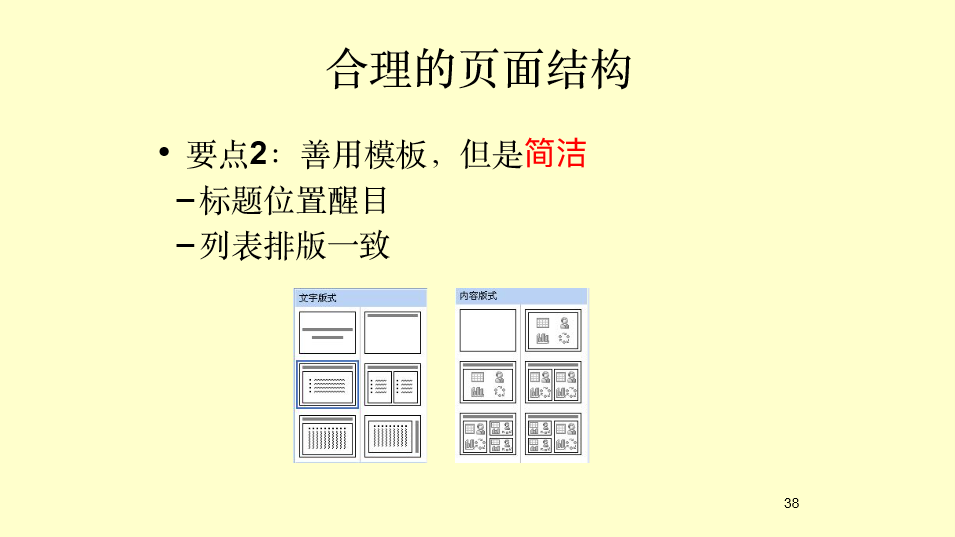 合理的页面结构
• 要点2：善用模板，但是简洁
–标题位置醒目
–列表排版一致
文字版式
内容版式
38